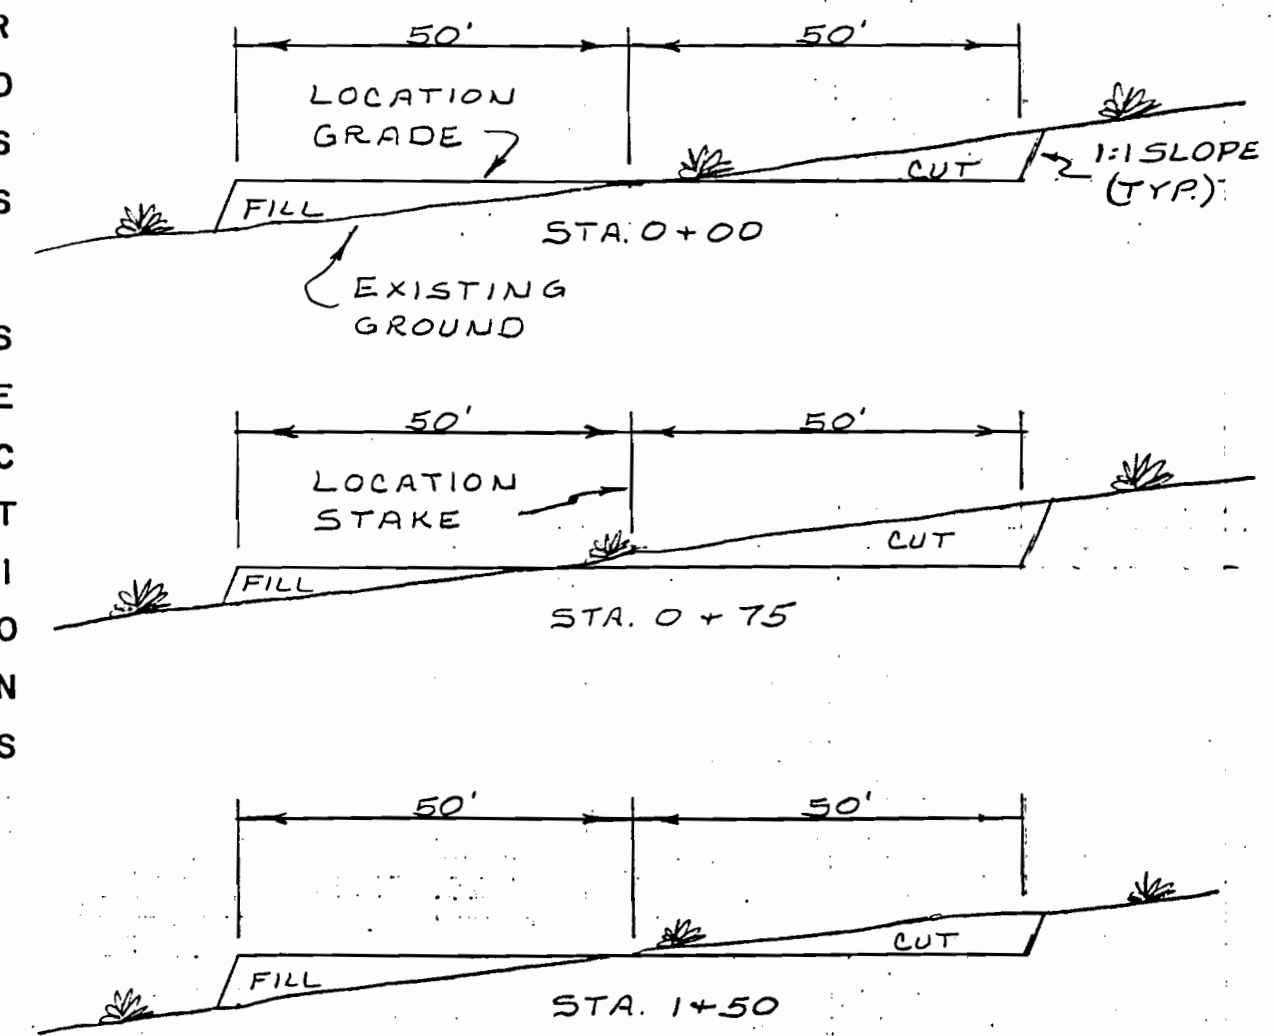 R
O
S
S
S
E
C
T
I
O
N
S
50' 50'
LOCATION
GRADE
FILL
CUT
1:1 SLOPE
(TYP.)
STA. 0+00
EXISTING
GROUND
50' 50'
LOCATION
STAKE
FILL
CUT
STA. 0+75
50' 50'
FILL
CUT
STA. 1+50